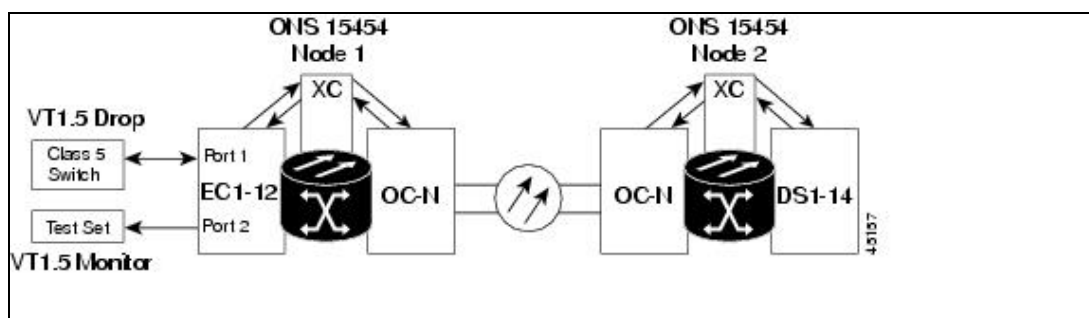 ONS 15454
Node 1
XC
VT1.5 Drop
Class 5
Switch
Port 1
EC1-12
OC-N
Test Set
Port 2
VT1.5 Monitor
ONS 15454
Node 2
XC
OC-N
DS1-14
45157